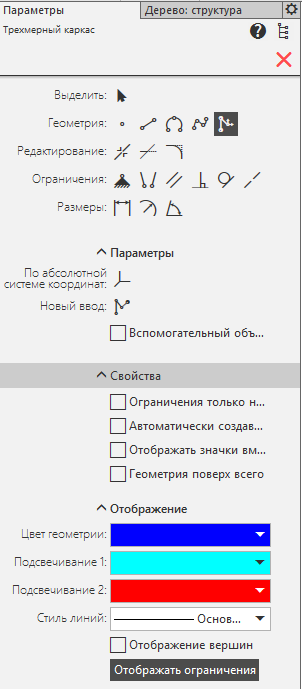 Параметры
Дерево: структура
Трехмерный каркас
Выделить:
Геометрия:
Редактирование:
Ограничения:
Размеры:
Параметры
По абсолютной
системе координат:
Новый ввод:
Вспомогательный объ...
Свойства
Ограничения только н...
Автоматически создав...
Отображать значки вм...
Геометрия поверх всего
Отображение
Цвет геометрии:
Подсвечивание 1:
Подсвечивание 2:
Стиль линий:
Основ...
Отображение вершин
Отображать ограничения